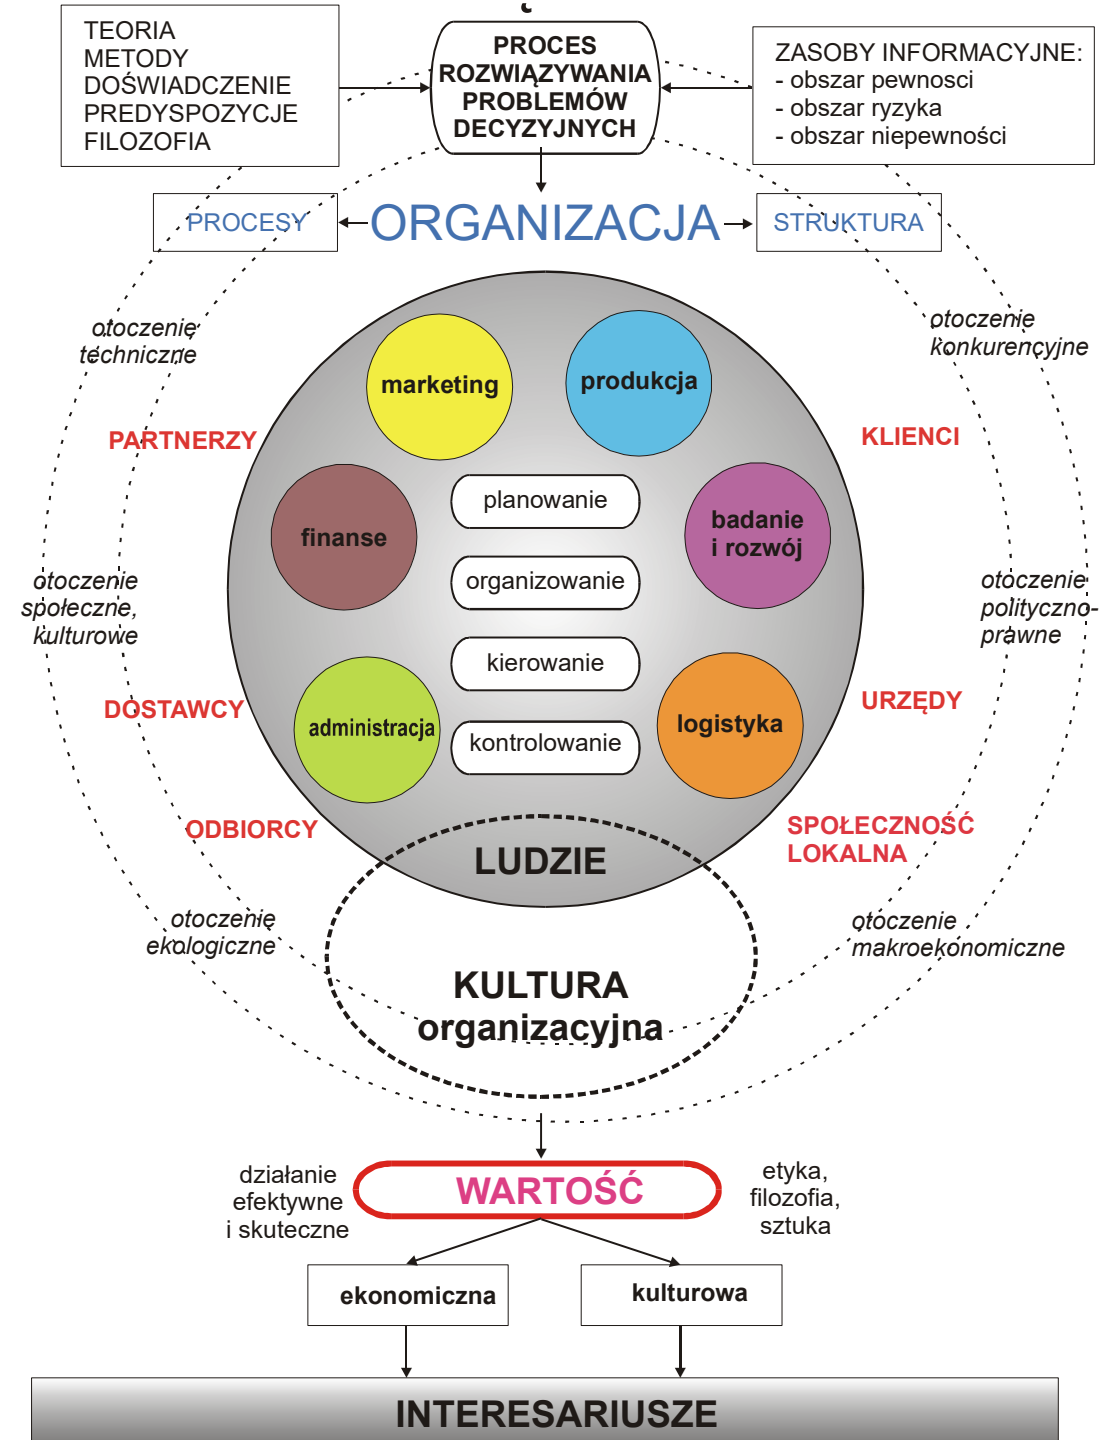 TEORIA
METODY
DOŚWIADCZENIE
PREDYSPOZYCJE
FILOZOFIA
PROCES
ROZWIĄZYWANIA
PROBLEMÓW
DECYZYJNYCH
ZASOBY INFORMACYJNE:
- obszar pewnosci
- obszar ryzyka
- obszar niepewności
PROCESY
ORGANIZACJA
STRUKTURA
otoczenie
techniczne
otoczenie
konkurencyjne
marketing
produkcja
PARTNERZY
KLIENCI
finanse
planowanie
badanie
i rozwój
otoczenie
społeczne,
kulturowe
organizowanie
otoczenie
polityczno-
prawne
kierowanie
DOSTAWCY
URZĘDY
administracja
kontrolowanie
logistyka
ODBIORCY
SPOŁECZNOŚĆ
LOKALNA
LUDZIE
otoczenie
ekologiczne
otoczenie
makroekonomiczne
KULTURA
organizacyjna
działanie
efektywne
i skuteczne
WARTOŚĆ
etyka,
filozofia,
sztuka
ekonomiczna
kulturowa
INTERESARIUSZE